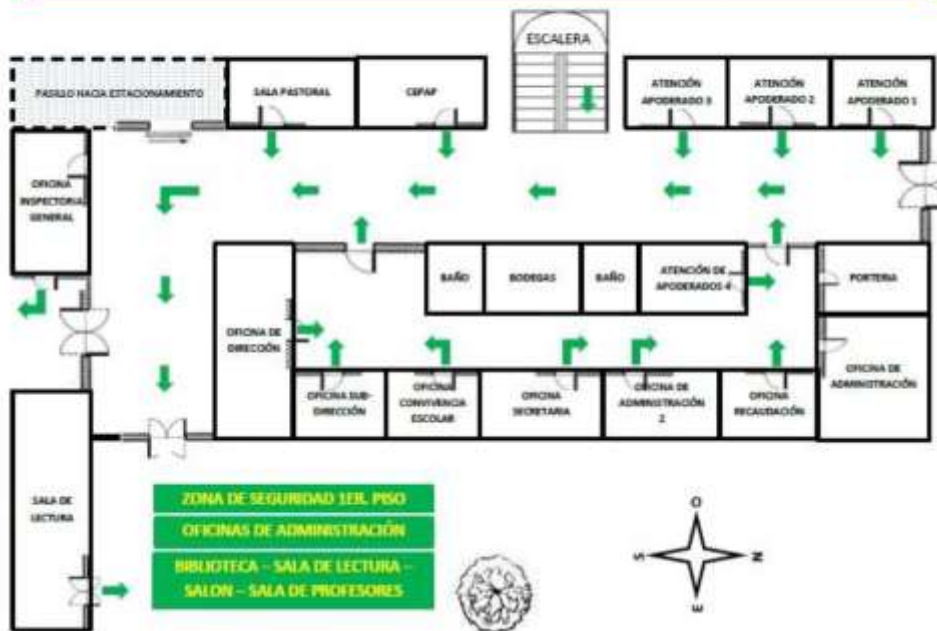 ESCALERA
PASILLO HACIA ESTACIONAMIENTO
SALA PASTORAL
CEPAP
ATENCIÓN
APODERADO 3
ATENCIÓN
APODERADO 2
ATENCIÓN
APODERADO 1
OFICINA
INSPECTORIA
GENERAL
BAÑO
BODEGAS
BAÑO
ATENCIÓN DE
APODERADOS 4
PORTERIA
OFICINA DE
DIRECCIÓN
OFICINA DE
ADMINISTRACIÓN
OFICINA SUB-
DIRECCIÓN
OFICINA
CONVIVENCIA
ESCOLAR
OFICINA
SECRETARIA
OFICINA DE
ADMINISTRACIÓN
2
OFICINA
RECAUDACIÓN
SALA DE
LECTURA
ZONA DE SEGURIDAD 1ER. PISO
OFICINAS DE ADMINISTRACIÓN
BIBLIOTECA – SALA DE LECTURA –
SALON – SALA DE PROFESORES
O
S
N
E